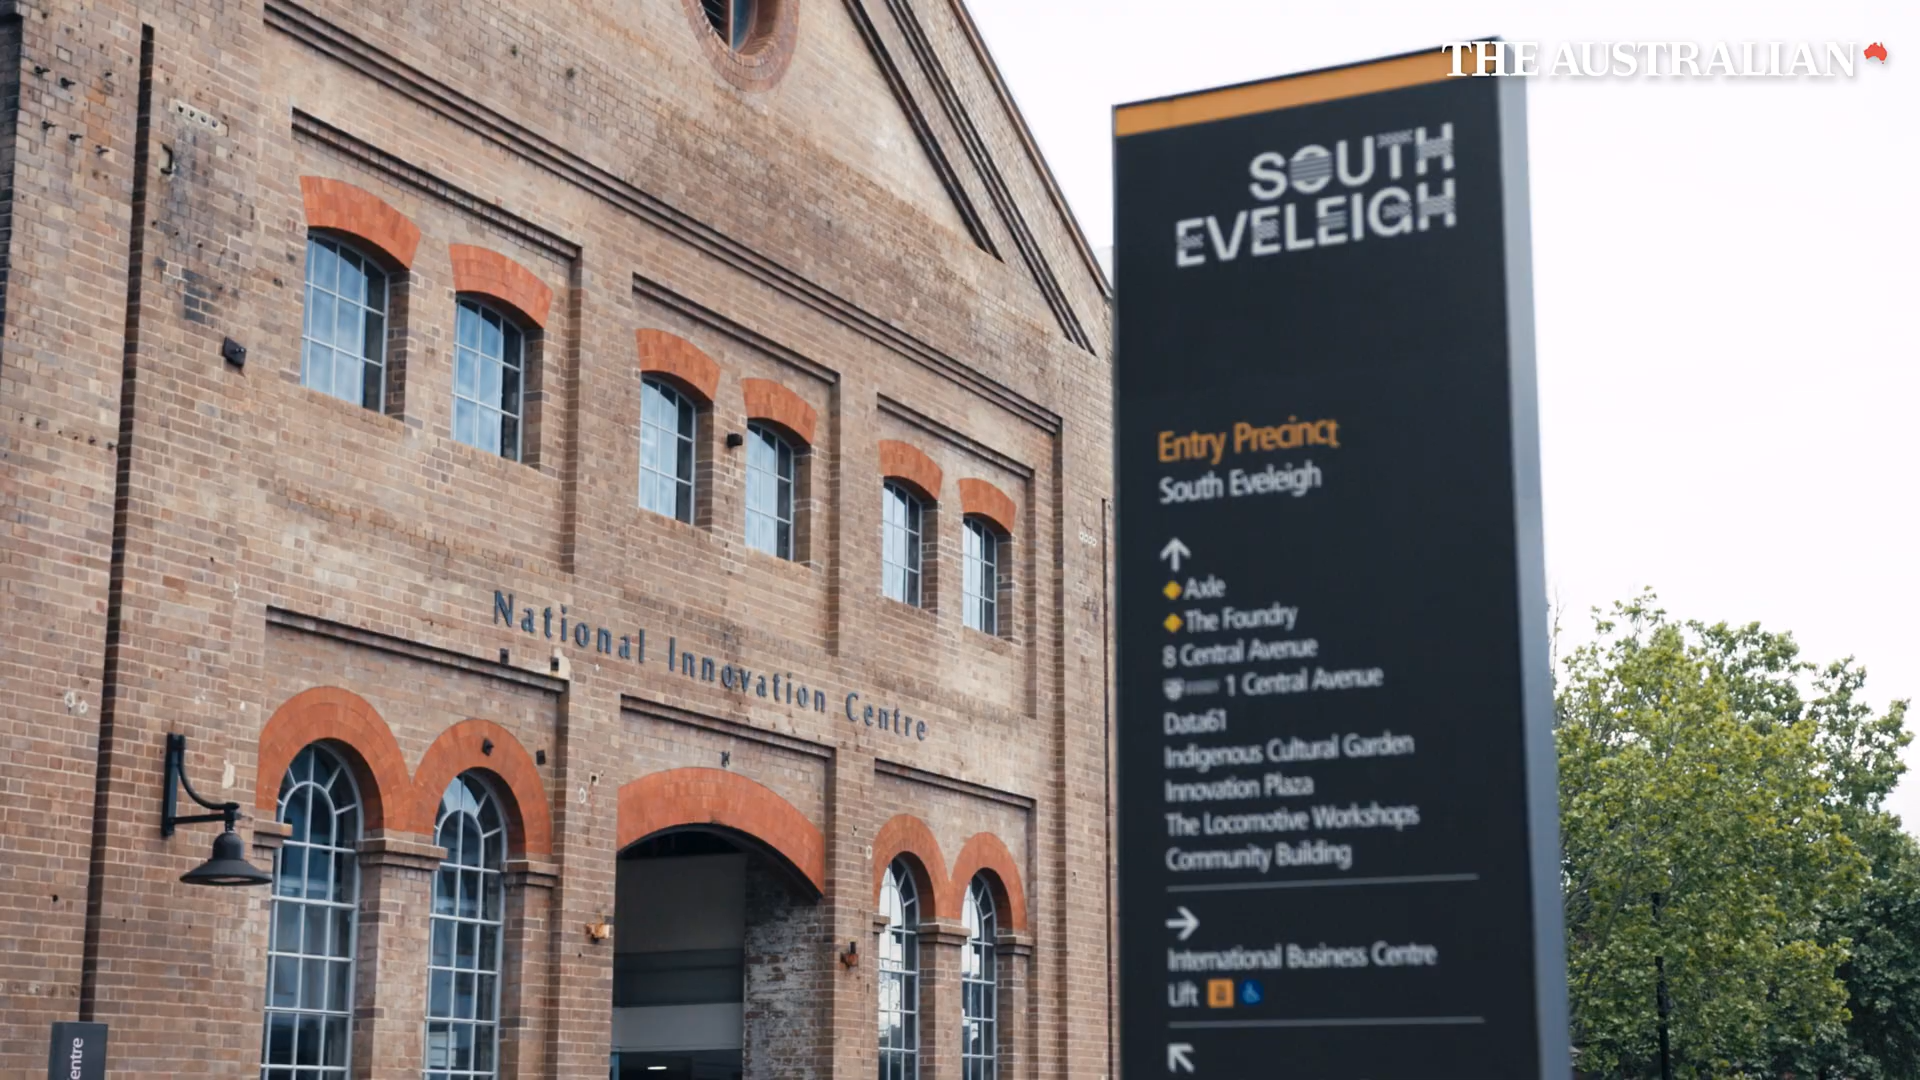 THE AUSTRALIAN
SOUTH
EVELEIGH
Entry Precinct
South Eveleigh
Axle
The Foundry
8 Central Avenue
1 Central Avenue
Data61
Indigenous Cultural Garden
Innovation Plaza
The Locomotive Workshops
Community Building
International Business Centre
Lift
National Innovation Centre
entre